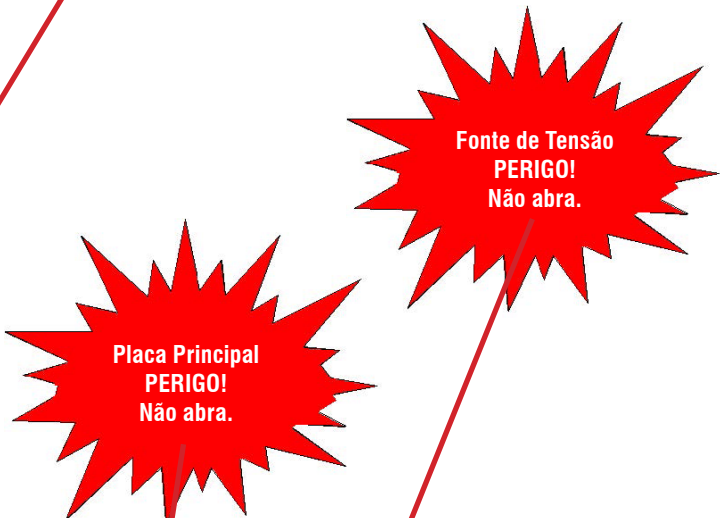 Fonte de Tensão
PERIGO!
Não abra.
Placa Principal
PERIGO!
Não abra.